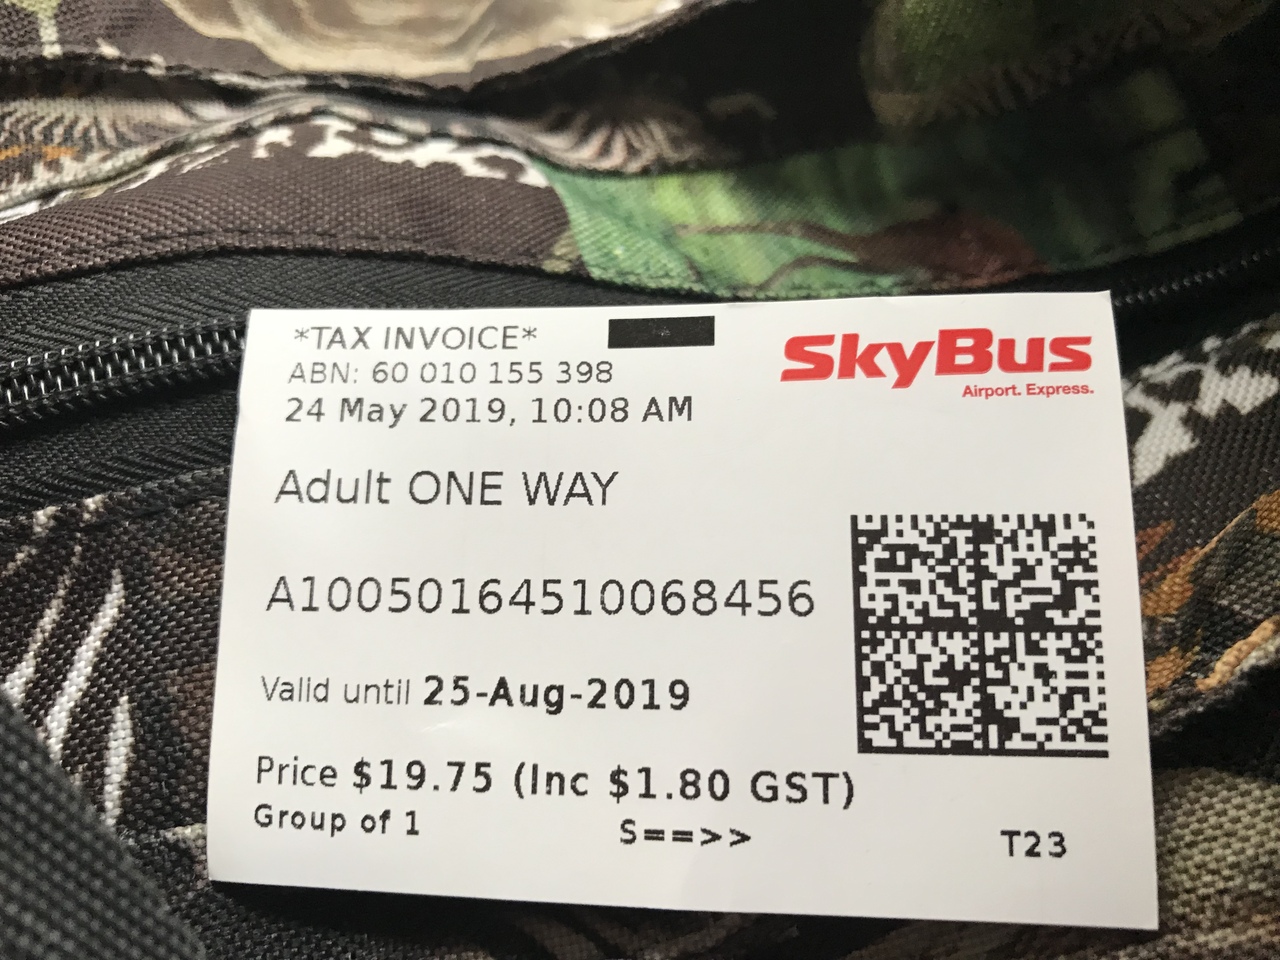 *TAX INVOICE*
ABN: 60 010 155 398
24 May 2019, 10:08 AM
SkyBus
Airport. Express.
Adult ONE WAY
A10050164510068456
Valid until 25-Aug-2019
Price $19.75 (Inc $1.80 GST)
Group of 1 S==>> T23